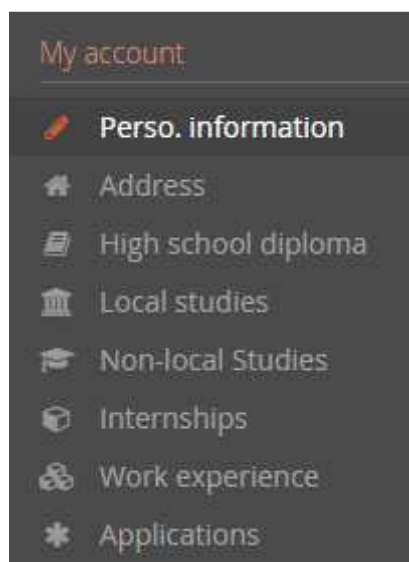 My account
Perso. information
Address
High school diploma
Local studies
Non-local Studies
Internships
Work experience
Applications